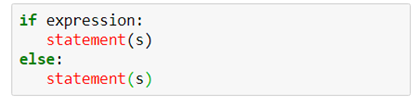 if expression:
   statement(s)
else:
   statement(s)